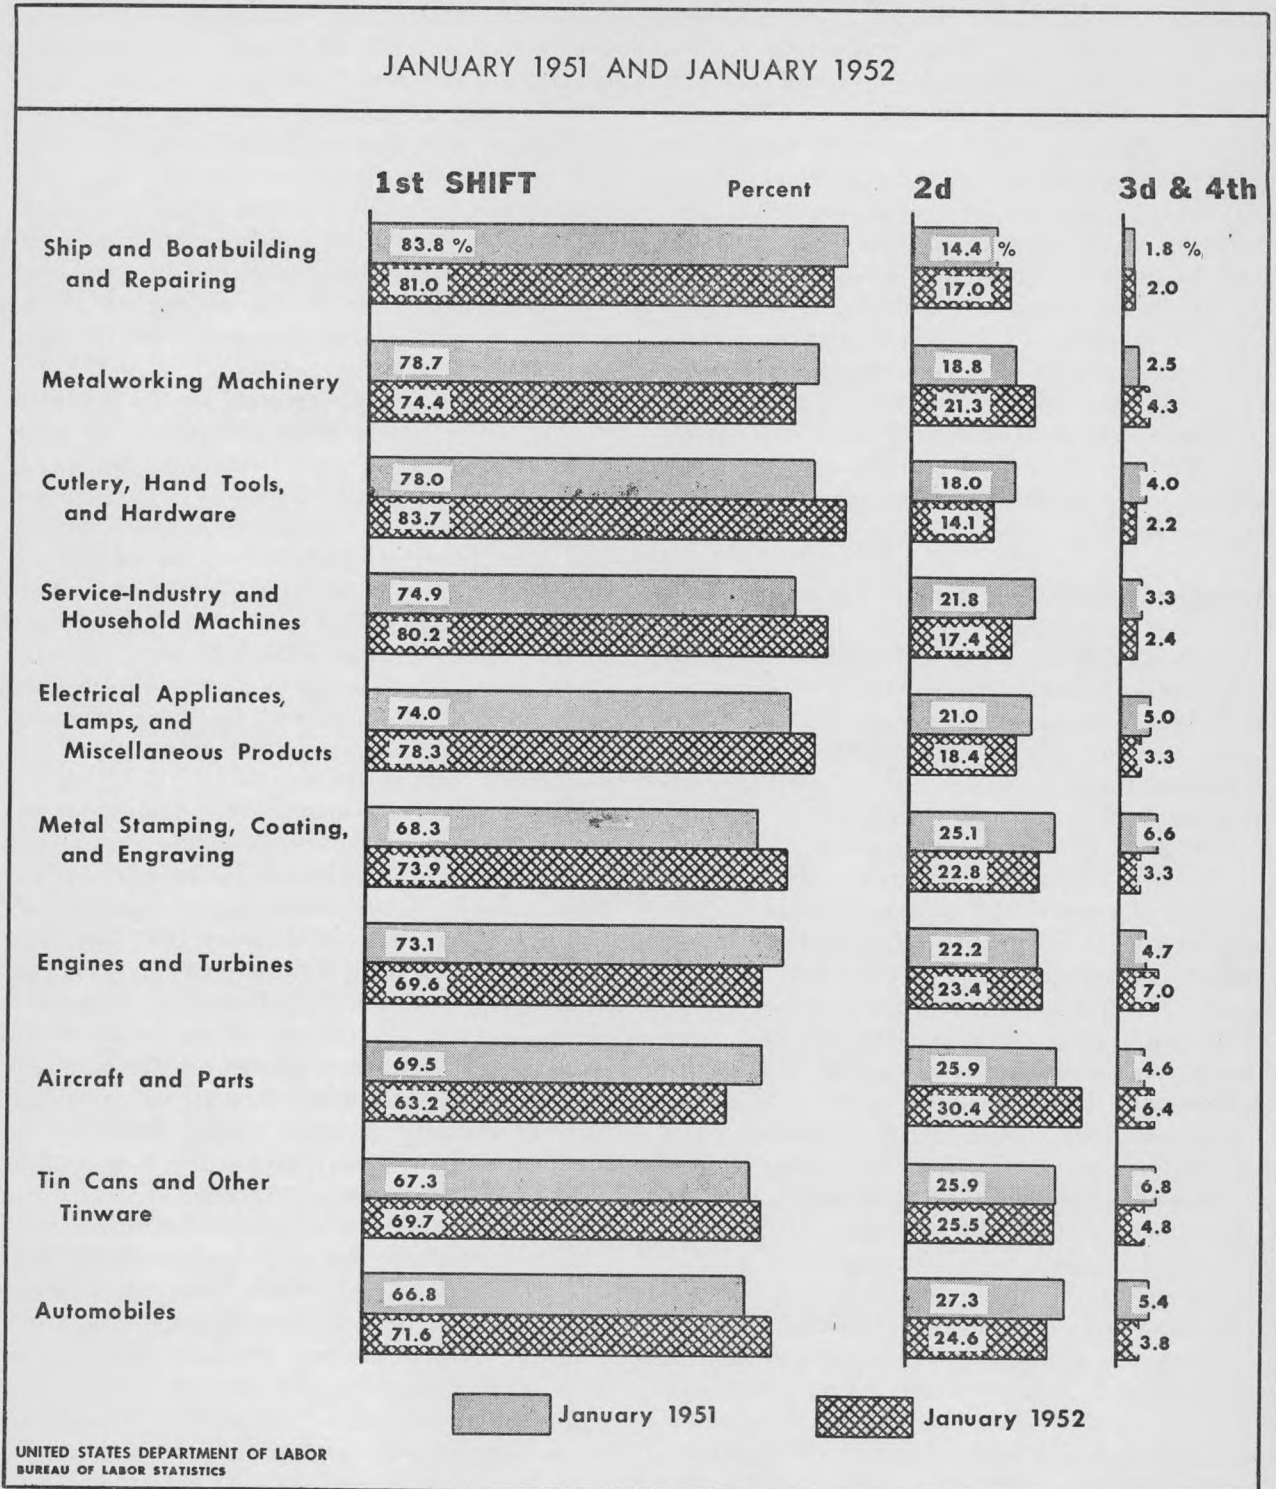 JANUARY 1951 AND JANUARY 1952
1st SHIFT Percent 2d 3d & 4th
Ship and Boatbuilding
and Repairing
83.8 % 14.4 % 1.8 %
81.0 17.0 2.0
Metalworking Machinery
78.7 18.8 2.5
74.4 21.3 4.3
Cutlery, Hand Tools,
and Hardware
78.0 18.0 4.0
83.7 14.1 2.2
Service-Industry and
Household Machines
74.9 21.8 3.3
80.2 17.4 2.4
Electrical Appliances,
Lamps, and
Miscellaneous Products
74.0 21.0 5.0
78.3 18.4 3.3
Metal Stamping, Coating,
and Engraving
68.3 25.1 6.6
73.9 22.8 3.3
Engines and Turbines
73.1 22.2 4.7
69.6 23.4 7.0
Aircraft and Parts
69.5 25.9 4.6
63.2 30.4 6.4
Tin Cans and Other
Tinware
67.3 25.9 6.8
69.7 25.5 4.8
Automobiles
66.8 27.3 5.4
71.6 24.6 3.8
January 1951 January 1952
UNITED STATES DEPARTMENT OF LABOR
BUREAU OF LABOR STATISTICS